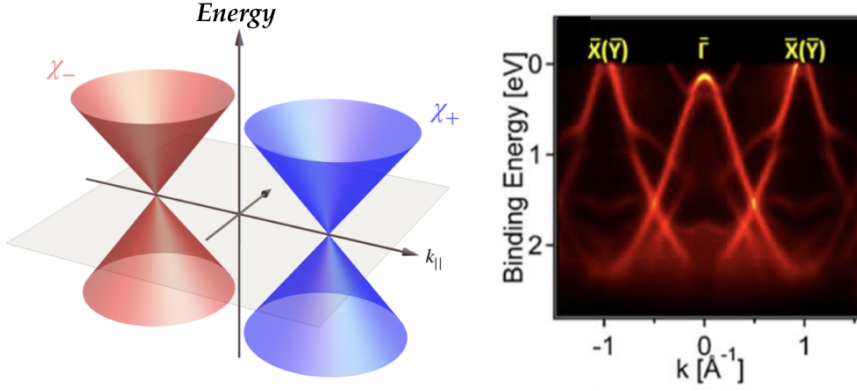 Energy
χ₋
χ₊
k||
X̄(Ȳ) Γ̄ X̄(Ȳ)
0
1
2
Binding Energy [eV]
-1 0 1
k [Å⁻¹]